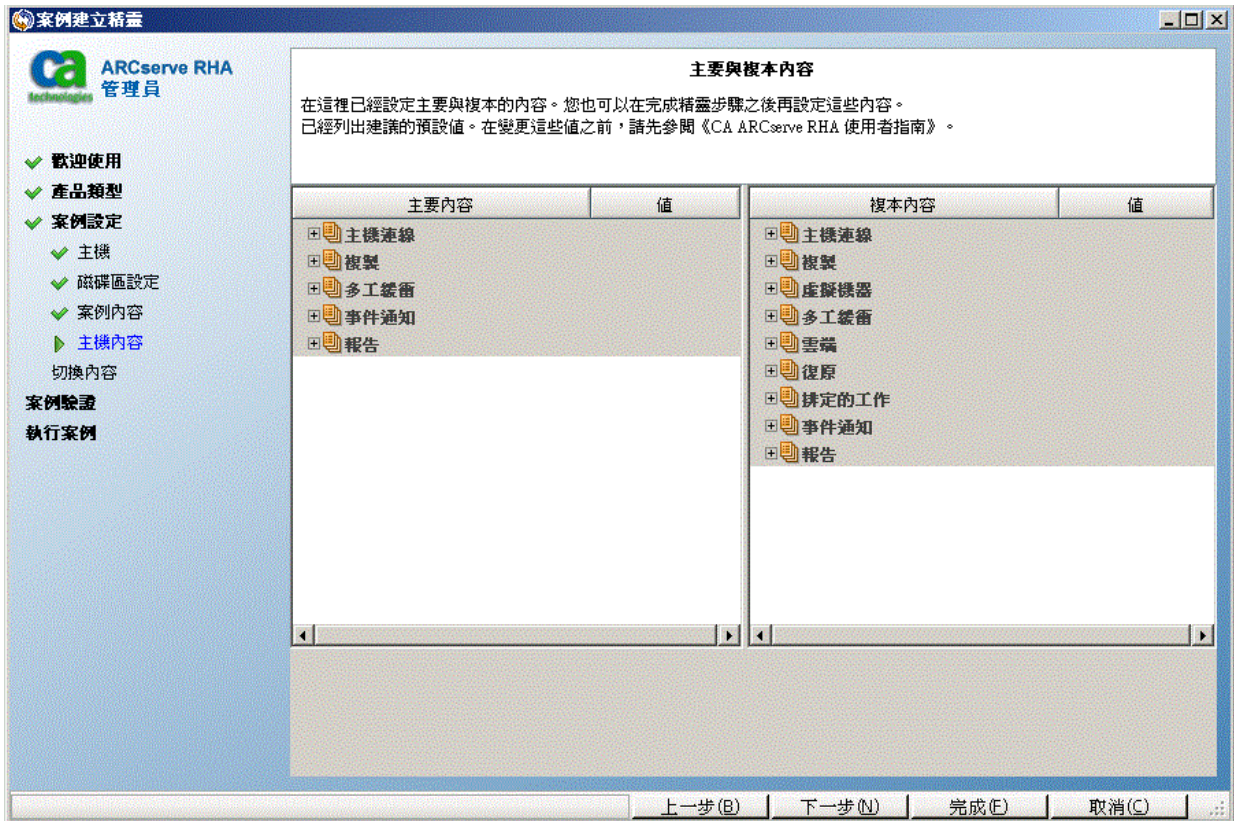 案例建立精靈
ca
technologies
ARCserve RHA
管理員
歡迎使用
產品類型
案例設定
主機
磁碟區設定
案例內容
主機內容
切換內容
案例驗證
執行案例
主要與複本內容
在這裡已經設定主要與複本的內容。您也可以在完成精靈步驟之後再設定這些內容。
已經列出建議的預設值。在變更這些值之前，請先參閱《CA ARCserve RHA 使用者指南》。
主要內容 值
主機連線
複製
多工緩衝
事件通知
報告
複本內容 值
主機連線
複製
虛擬機器
多工緩衝
雲端
復原
排定的工作
事件通知
報告
上一步(B) 下一步(N) 完成(F) 取消(C)